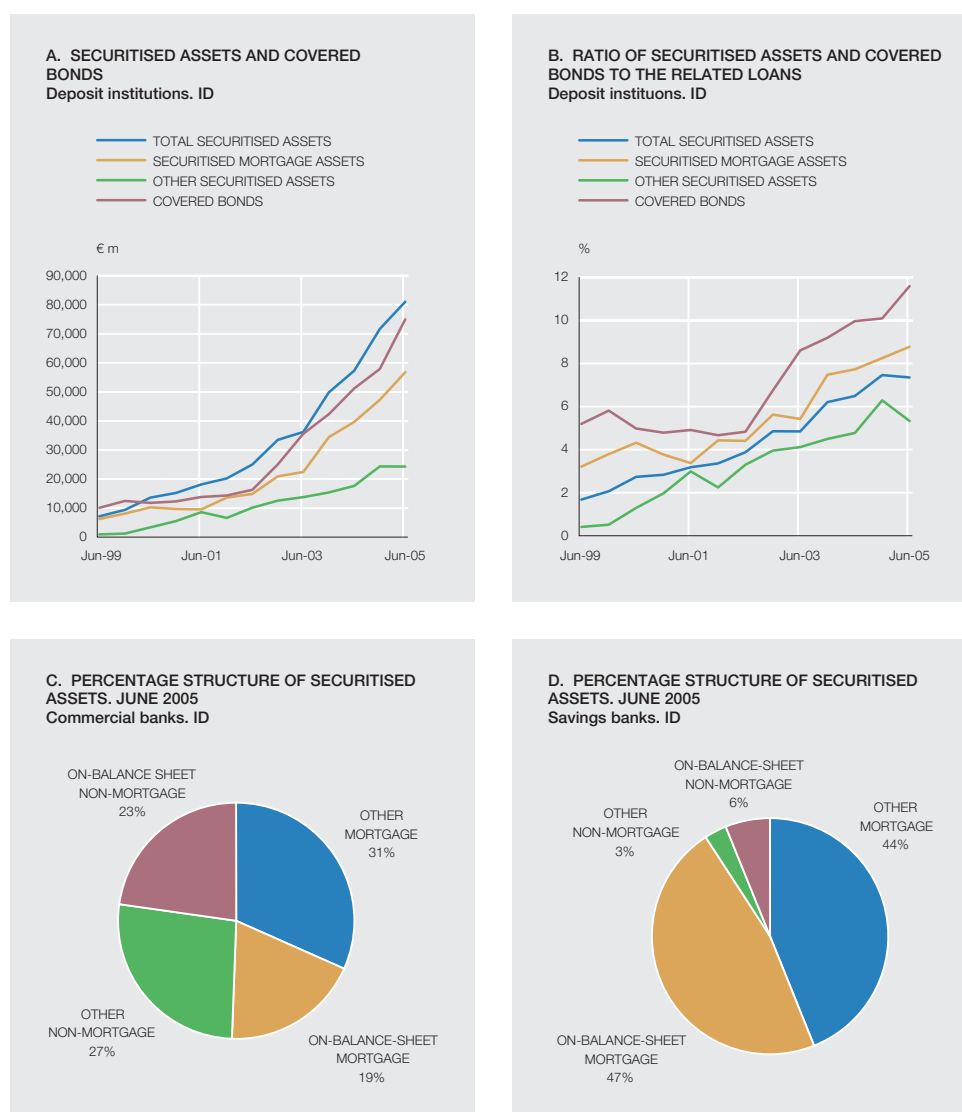 A. SECURITISED ASSETS AND COVERED
BONDS
Deposit institutions. ID
TOTAL SECURITISED ASSETS
SECURITISED MORTGAGE ASSETS
OTHER SECURITISED ASSETS
COVERED BONDS
€ m
90,000
80,000
70,000
60,000
50,000
40,000
30,000
20,000
10,000
0
Jun-99 Jun-01 Jun-03 Jun-05
B. RATIO OF SECURITISED ASSETS AND COVERED
BONDS TO THE RELATED LOANS
Deposit instituons. ID
TOTAL SECURITISED ASSETS
SECURITISED MORTGAGE ASSETS
OTHER SECURITISED ASSETS
COVERED BONDS
%
12
10
8
6
4
2
0
Jun-99 Jun-01 Jun-03 Jun-05
C. PERCENTAGE STRUCTURE OF SECURITISED
ASSETS. JUNE 2005
Commercial banks. ID
ON-BALANCE SHEET
NON-MORTGAGE
23%
OTHER
MORTGAGE
31%
OTHER
NON-MORTGAGE
27%
ON-BALANCE-SHEET
MORTGAGE
19%
D. PERCENTAGE STRUCTURE OF SECURITISED
ASSETS. JUNE 2005
Savings banks. ID
ON-BALANCE-SHEET
NON-MORTGAGE
6%
OTHER
NON-MORTGAGE
3%
OTHER
MORTGAGE
44%
ON-BALANCE-SHEET
MORTGAGE
47%